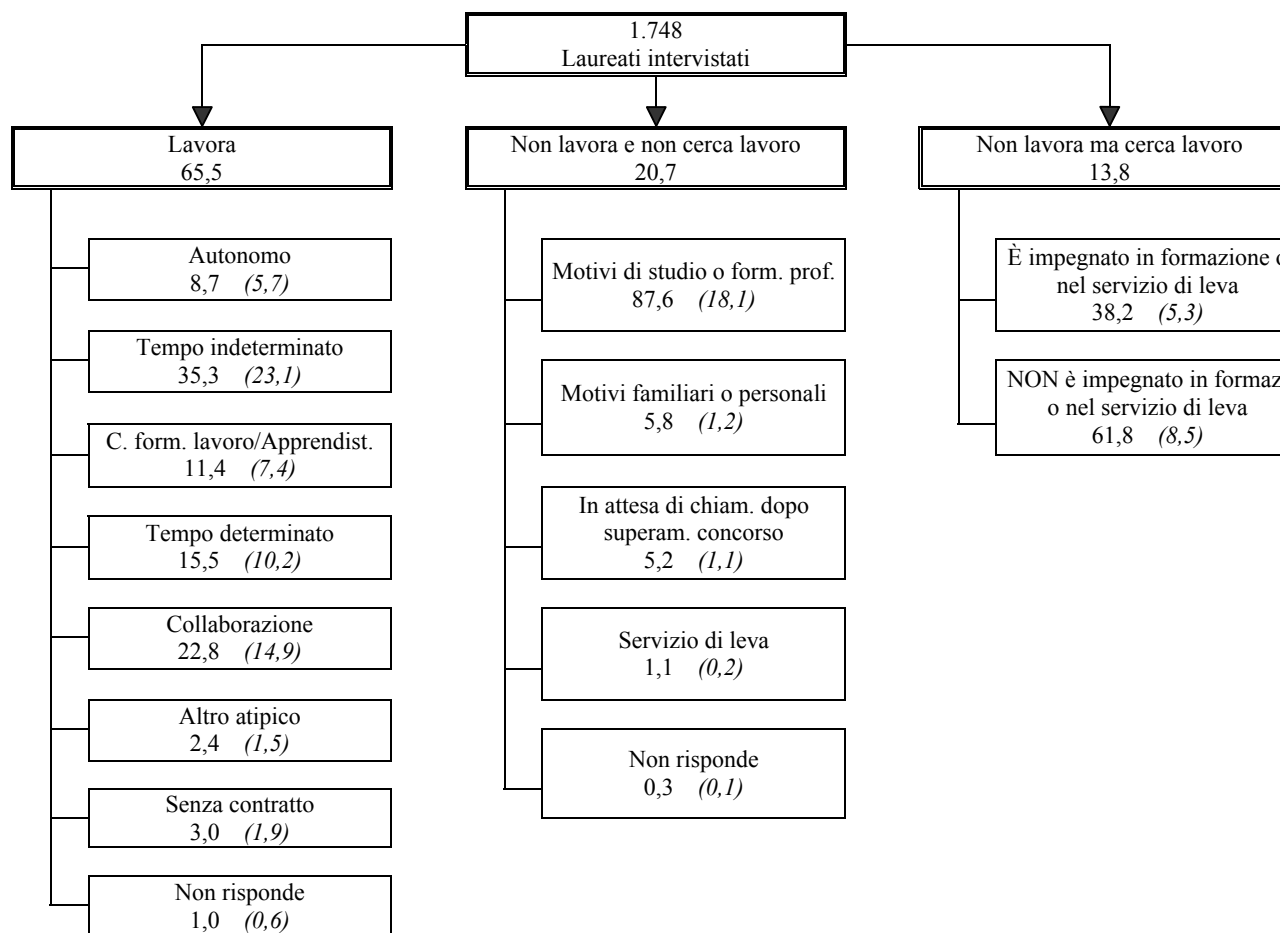 1.748
Laureati intervistati
Lavora
65,5
Autonomo
8,7 (5,7)
Tempo indeterminato
35,3 (23,1)
C. form. lavoro/Apprendist.
11,4 (7,4)
Tempo determinato
15,5 (10,2)
Collaborazione
22,8 (14,9)
Altro atipico
2,4 (1,5)
Senza contratto
3,0 (1,9)
Non risponde
1,0 (0,6)
Non lavora e non cerca lavoro
20,7
Motivi di studio o form. prof.
87,6 (18,1)
Motivi familiari o personali
5,8 (1,2)
In attesa di chiam. dopo
superam. concorso
5,2 (1,1)
Servizio di leva
1,1 (0,2)
Non risponde
0,3 (0,1)
Non lavora ma cerca lavoro
13,8
È impegnato in formazione
nel servizio di leva
38,2 (5,3)
NON è impegnato in
o nel servizio di leva
61,8 (8,5)